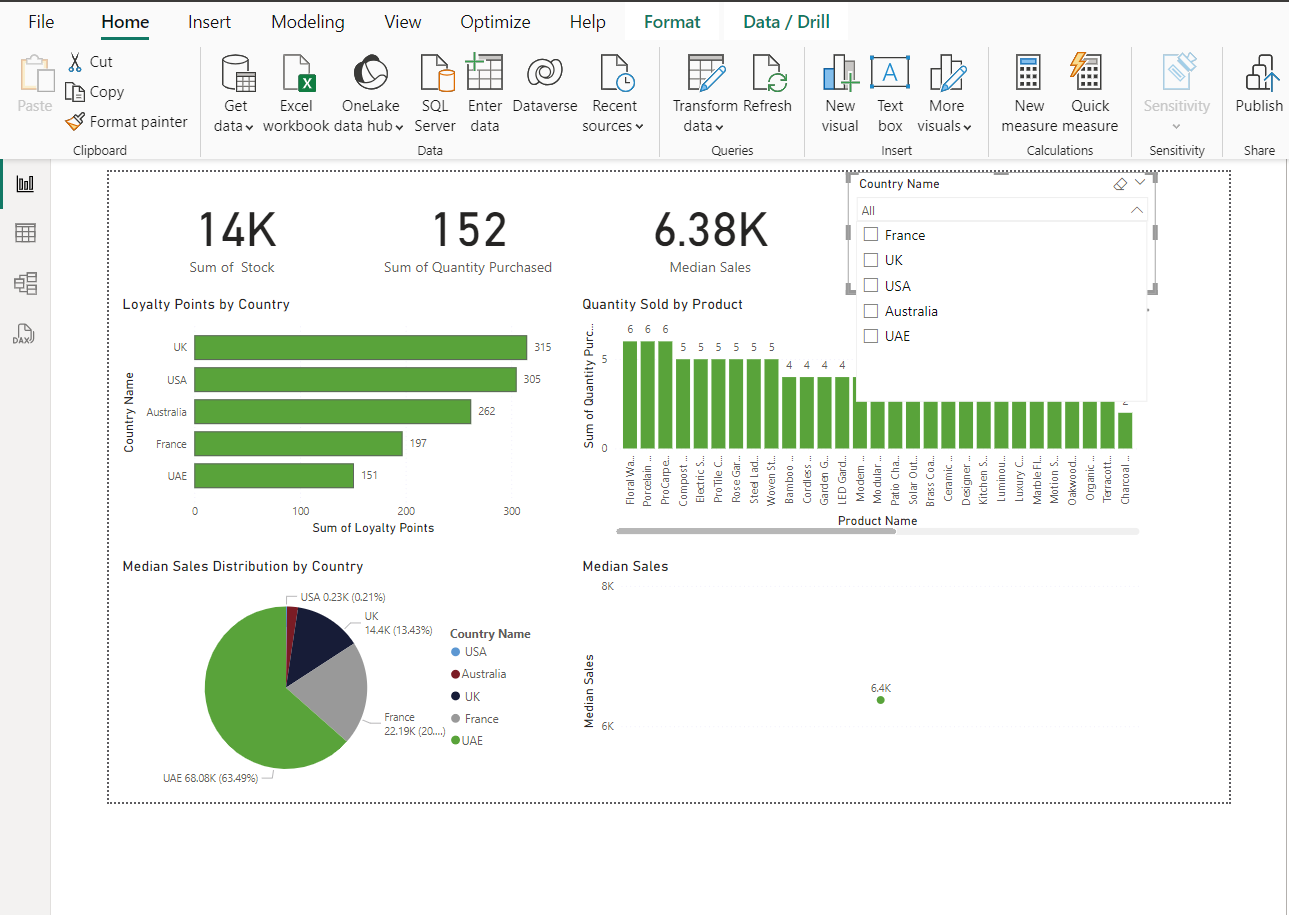 File Home Insert Modeling View Optimize Help Format Data / Drill
Paste
Cut
Copy
Format painter
Clipboard
Get data
Excel workbook
OneLake data hub
SQL Server
Enter data
Dataverse
Recent sources
Data
Transform data
Refresh
Queries
New visual
Text box
More visuals
Insert
New measure
Quick measure
Calculations
Sensitivity
Sensitivity
Publish
Share
DAX
14K
Sum of Stock
152
Sum of Quantity Purchased
6.38K
Median Sales
Country Name
All
France
UK
USA
Australia
UAE
Loyalty Points by Country
Country Name
UK 315
USA 305
Australia 262
France 197
UAE 151
0 100 200 300
Sum of Loyalty Points
Quantity Sold by Product
Sum of Quantity Purc...
5
0
6 6 6 5 5 5 5 5 5 4 4 4 4
Floral Wa...
Porcelain ...
ProCarpe...
Compost ...
Electric S...
ProTile C...
Rose Gar...
Steel Lad...
Woven St...
Bamboo ...
Cordless ...
Garden G...
LED Gard...
Modern ...
Modular ...
Patio Cha...
Solar Out...
Brass Coa...
Ceramic ...
Designer ...
Kitchen S...
Luminou...
Luxury C...
Marble Fl...
Motion S...
Oakwood...
Organic ...
Terracott...
Charcoal ...
Product Name
Median Sales Distribution by Country
USA 0.23K (0.21%)
UK
14.4K (13.43%)
France
22.19K (20....)
UAE 68.08K (63.49%)
Country Name
USA
Australia
UK
France
UAE
Median Sales
8K
Median Sales
6.4K
6K